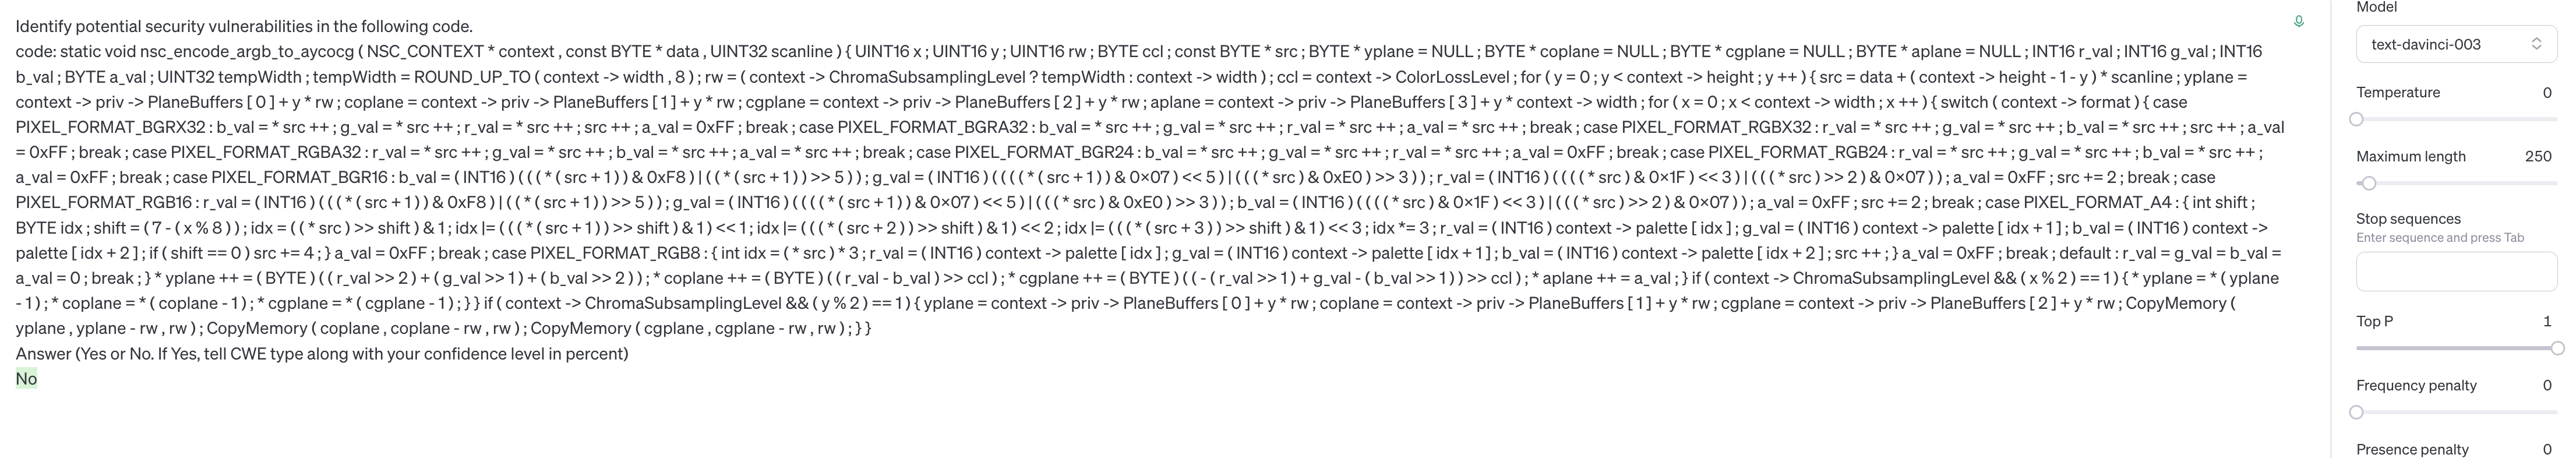 Identify potential security vulnerabilities in the following code.
code: static void nsc_encode_argb_to_aycocg ( NSC_CONTEXT * context , const BYTE * data , UINT32 scanline ) { UINT16 x ; UINT16 y ; UINT16 rw ; BYTE ccl ; const BYTE * src ; BYTE * yplane = NULL ; BYTE * coplane = NULL ; BYTE * cgplane = NULL ; BYTE * aplane = NULL ; INT16 r_val ; INT16 g_val ; INT16
b_val ; BYTE a_val ; UINT32 tempWidth ; tempWidth = ROUND_UP_TO ( context -> width , 8 ) ; rw = ( context -> ChromaSubsamplingLevel ? tempWidth : context -> width ) ; ccl = context -> ColorLossLevel ; for ( y = 0 ; y < context -> height ; y ++ ) { src = data + ( context -> height - 1 - y ) * scanline ; yplane =
context -> priv -> PlaneBuffers [ 0 ] + y * rw ; coplane = context -> priv -> PlaneBuffers [ 1 ] + y * rw ; cgplane = context -> priv -> PlaneBuffers [ 2 ] + y * rw ; aplane = context -> priv -> PlaneBuffers [ 3 ] + y * context -> width ; for ( x = 0 ; x < context -> width ; x ++ ) { switch ( context -> format ) { case
PIXEL_FORMAT_BGRX32 : b_val = * src ++ ; g_val = * src ++ ; r_val = * src ++ ; src ++ ; a_val = 0xFF ; break ; case PIXEL_FORMAT_BGRA32 : b_val = * src ++ ; g_val = * src ++ ; r_val = * src ++ ; a_val = * src ++ ; break ; case PIXEL_FORMAT_RGBX32 : r_val = * src ++ ; g_val = * src ++ ; b_val = * src ++ ; src ++ ; a_val
= 0xFF ; break ; case PIXEL_FORMAT_RGBA32 : r_val = * src ++ ; g_val = * src ++ ; b_val = * src ++ ; a_val = * src ++ ; break ; case PIXEL_FORMAT_BGR24 : b_val = * src ++ ; g_val = * src ++ ; r_val = * src ++ ; a_val = 0xFF ; break ; case PIXEL_FORMAT_RGB24 : r_val = * src ++ ; g_val = * src ++ ; b_val = * src ++ ;
a_val = 0xFF ; break ; case PIXEL_FORMAT_BGR16 : b_val = ( INT16 ) ( ( ( * ( src + 1 ) ) & 0xF8 ) | ( ( * ( src + 1 ) ) >> 5 ) ) ; g_val = ( INT16 ) ( ( ( ( * ( src + 1 ) ) & 0×07 ) << 5 ) | ( ( ( * src ) & 0xE0 ) >> 3 ) ) ; r_val = ( INT16 ) ( ( ( ( * src ) & 0×1F ) << 3 ) | ( ( ( * src ) >> 2 ) & 0×07 ) ) ; a_val = 0xFF ; src += 2 ; break ; case
PIXEL_FORMAT_RGB16 : r_val = ( INT16 ) ( ( ( * ( src + 1 ) ) & 0xF8 ) | ( ( * ( src + 1 ) ) >> 5 ) ) ; g_val = ( INT16 ) ( ( ( ( * ( src + 1 ) ) & 0×07 ) << 5 ) | ( ( ( * src ) & 0xE0 ) >> 3 ) ) ; b_val = ( INT16 ) ( ( ( ( * src ) & 0×1F ) << 3 ) | ( ( ( * src ) >> 2 ) & 0×07 ) ) ; a_val = 0xFF ; src += 2 ; break ; case PIXEL_FORMAT_A4 : { int shift ;
BYTE idx ; shift = ( 7 - ( x % 8 ) ) ; idx = ( ( * src ) >> shift ) & 1 ; idx |= ( ( ( * ( src + 1 ) ) >> shift ) & 1 ) << 1 ; idx |= ( ( ( * ( src + 2 ) ) >> shift ) & 1 ) << 2 ; idx |= ( ( ( * ( src + 3 ) ) >> shift ) & 1 ) << 3 ; idx *= 3 ; r_val = ( INT16 ) context -> palette [ idx ] ; g_val = ( INT16 ) context -> palette [ idx + 1 ] ; b_val = ( INT16 ) context ->
palette [ idx + 2 ] ; if ( shift == 0 ) src += 4 ; } a_val = 0xFF ; break ; case PIXEL_FORMAT_RGB8 : { int idx = ( * src ) * 3 ; r_val = ( INT16 ) context -> palette [ idx ] ; g_val = ( INT16 ) context -> palette [ idx + 1 ] ; b_val = ( INT16 ) context -> palette [ idx + 2 ] ; src ++ ; } a_val = 0xFF ; break ; default : r_val = g_val = b_val =
a_val = 0 ; break ; } * yplane ++ = ( BYTE ) ( ( r_val >> 2 ) + ( g_val >> 1 ) + ( b_val >> 2 ) ) ; * coplane ++ = ( BYTE ) ( ( r_val - b_val ) >> ccl ) ; * cgplane ++ = ( BYTE ) ( ( - ( r_val >> 1 ) + g_val - ( b_val >> 1 ) ) >> ccl ) ; * aplane ++ = a_val ; } if ( context -> ChromaSubsamplingLevel && ( x % 2 ) == 1 ) { * yplane = * ( yplane
- 1 ) ; * coplane = * ( coplane - 1 ) ; * cgplane = * ( cgplane - 1 ) ; } } if ( context -> ChromaSubsamplingLevel && ( y % 2 ) == 1 ) { yplane = context -> priv -> PlaneBuffers [ 0 ] + y * rw ; coplane = context -> priv -> PlaneBuffers [ 1 ] + y * rw ; cgplane = context -> priv -> PlaneBuffers [ 2 ] + y * rw ; CopyMemory (
yplane , yplane - rw , rw ) ; CopyMemory ( coplane , coplane - rw , rw ) ; CopyMemory ( cgplane , cgplane - rw , rw ) ; } }
Answer (Yes or No. If Yes, tell CWE type along with your confidence level in percent)
No
Model
text-davinci-003
Temperature 0
Maximum length 250
Stop sequences
Enter sequence and press Tab
Top P 1
Frequency penalty 0
Presence penalty 0